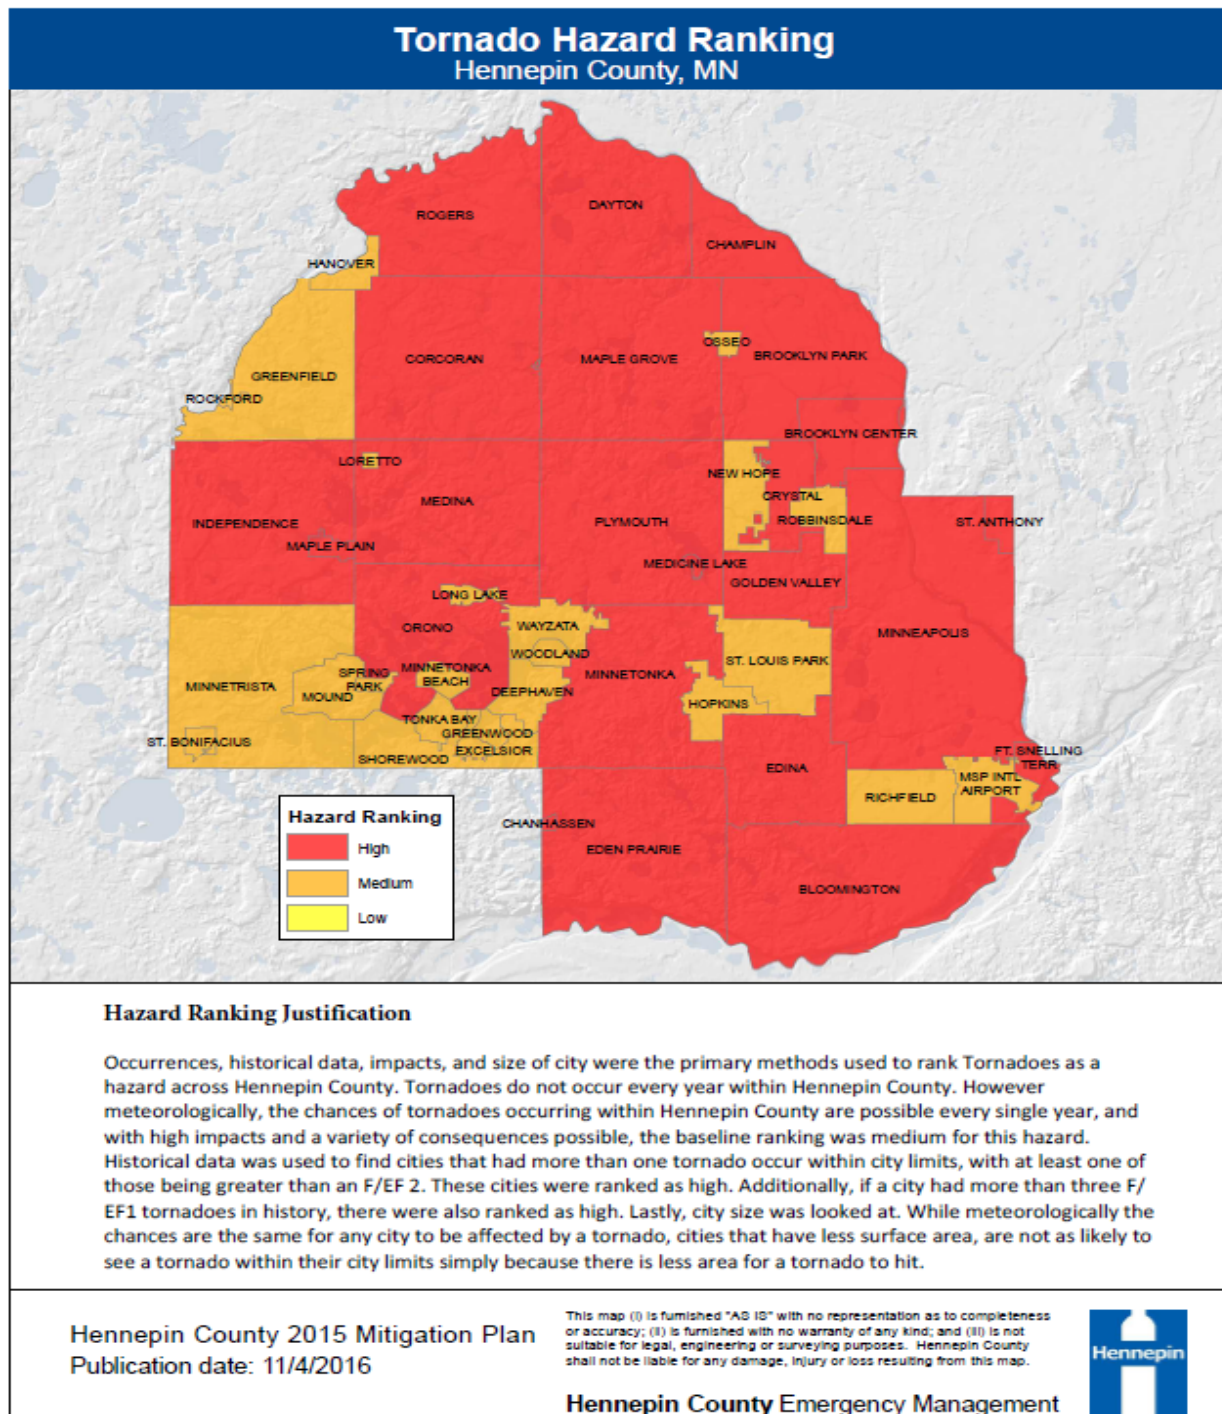 Tornado Hazard Ranking
Hennepin County, MN
ROGERS
DAYTON
CHAMPLIN
HANOVER
OSSEO
CORCORAN
MAPLE GROVE
BROOKLYN PARK
GREENFIELD
ROCKFORD
BROOKLYN CENTER
LORETTO
NEW HOPE
MEDINA
CRYSTAL
INDEPENDENCE
PLYMOUTH
ROBBINSDALE
ST. ANTHONY
MAPLE PLAIN
MEDICINE LAKE
GOLDEN VALLEY
LONG LAKE
ORONO
WAYZATA
MINNEAPOLIS
WOODLAND
ST. LOUIS PARK
SPRING
PARK
MINNETONKA
BEACH
MINNETONKA
MINNETRISTA
MOUND
DEEPHAVEN
HOPKINS
TONKA BAY
GREENWOOD
ST. BONIFACIUS
EXCELSIOR
SHOREWOOD
FT. SNELLING
TERR
EDINA
MSP INTL
AIRPORT
RICHFIELD
CHANHASSEN
EDEN PRAIRIE
BLOOMINGTON
Hazard Ranking
High
Medium
Low
Hazard Ranking Justification
Occurrences, historical data, impacts, and size of city were the primary methods used to rank Tornadoes as a
hazard across Hennepin County. Tornadoes do not occur every year within Hennepin County. However
meteorologically, the chances of tornadoes occurring within Hennepin County are possible every single year, and
with high impacts and a variety of consequences possible, the baseline ranking was medium for this hazard.
Historical data was used to find cities that had more than one tornado occur within city limits, with at least one of
those being greater than an F/EF 2. These cities were ranked as high. Additionally, if a city had more than three F/
EF1 tornadoes in history, there were also ranked as high. Lastly, city size was looked at. While meteorologically the
chances are the same for any city to be affected by a tornado, cities that have less surface area, are not as likely to
see a tornado within their city limits simply because there is less area for a tornado to hit.
Hennepin County 2015 Mitigation Plan
Publication date: 11/4/2016
This map (i) is furnished "AS IS" with no representation as to completeness
or accuracy; (ii) is furnished with no warranty of any kind; and (iii) is not
suitable for legal, engineering or surveying purposes. Hennepin County
shall not be liable for any damage, injury or loss resulting from this map.
Hennepin County Emergency Management
Hennepin